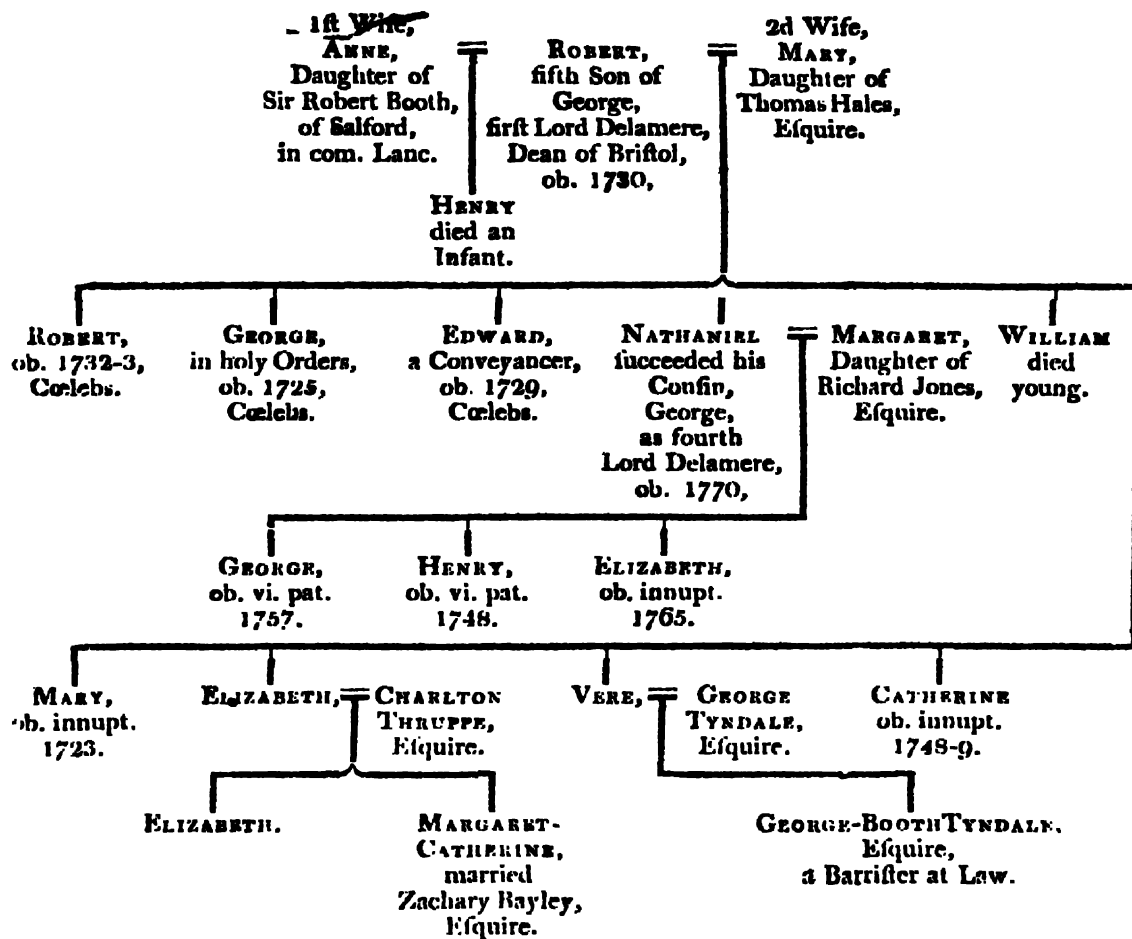 1ſt Wife,
ANNE,
Daughter of
Sir Robert Booth,
of Salford,
in com. Lanc.
ROBERT,
fifth Son of
George,
firſt Lord Delamere,
Dean of Briſtol,
ob. 1730,
2d Wife,
MARY,
Daughter of
Thomas Hales,
Eſquire.
HENRY
died an
Infant.
ROBERT,
ob. 1732-3,
Cœlebs.
GEORGE,
in holy Orders,
ob. 1725,
Cœlebs.
EDWARD,
a Conveyancer,
ob. 1729,
Cœlebs.
NATHANIEL
ſucceeded his
Couſin,
George,
as fourth
Lord Delamere,
ob. 1770,
MARGARET,
Daughter of
Richard Jones,
Eſquire.
WILLIAM
died
young.
GEORGE,
ob. vi. pat.
1757.
HENRY,
ob. vi. pat.
1748.
ELIZABETH,
ob. innupt.
1765.
MARY,
ob. innupt.
1723.
ELIZABETH,
CHARLTON
THRUPPE,
Eſquire.
VERE,
GEORGE
TYNDALE,
Eſquire.
CATHERINE
ob. innupt.
1748-9.
ELIZABETH.
MARGARET-
CATHERINE,
married
Zachary Bayley,
Eſquire.
GEORGE-BOOTH TYNDALE.
Eſquire,
a Barriſter at Law.